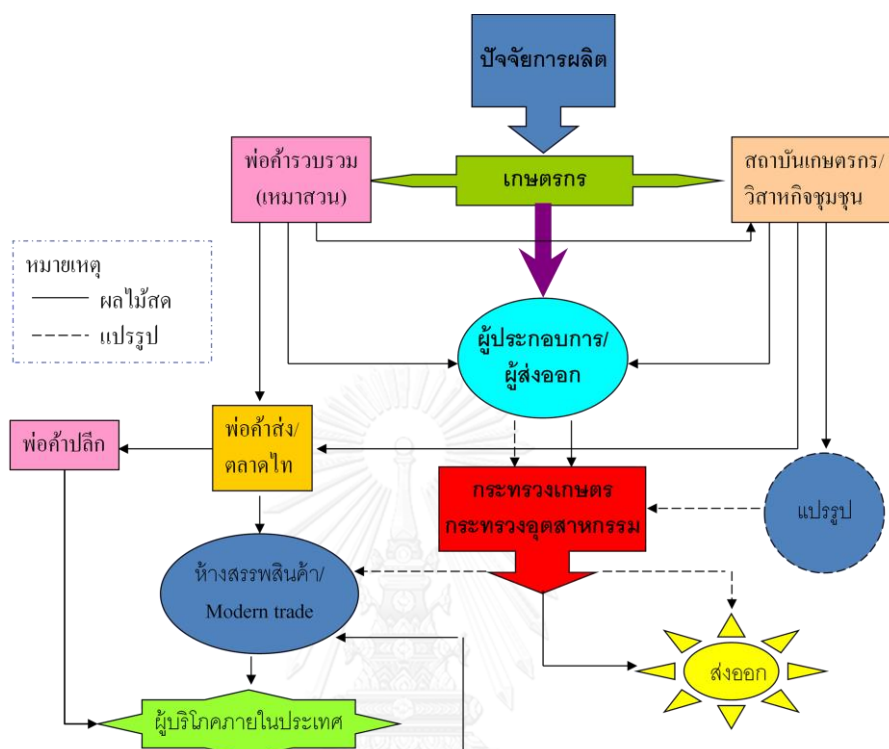 ปัจจัยการผลิต
พ่อค้ารวบรวม
(เหมาสวน)
เกษตรกร
สถาบันเกษตรกร/
วิสาหกิจชุมชุน
หมายเหตุ
ผลไม้สด
แปรรูป
ผู้ประกอบการ/
ผู้ส่งออก
พ่อค้าปลีก
พ่อค้าส่ง/
ตลาดไท
กระทรวงเกษตร
กระทรวงอุตสาหกรรม
แปรรูป
ห้างสรรพสินค้า/
Modern trade
ส่งออก
ผู้บริโภคภายในประเทศ